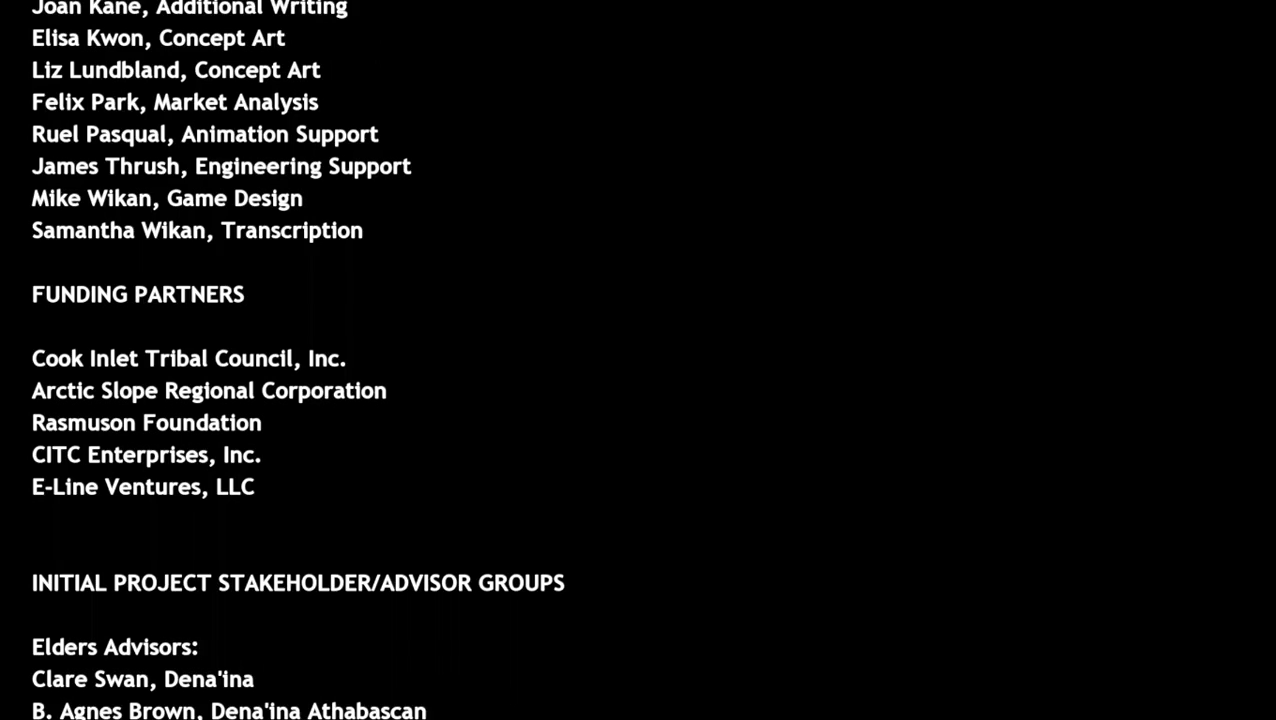 Joan Kane, Additional Writing
Elisa Kwon, Concept Art
Liz Lundbland, Concept Art
Felix Park, Market Analysis
Ruel Pasqual, Animation Support
James Thrush, Engineering Support
Mike Wikan, Game Design
Samantha Wikan, Transcription
FUNDING PARTNERS
Cook Inlet Tribal Council, Inc.
Arctic Slope Regional Corporation
Rasmuson Foundation
CITC Enterprises, Inc.
E-Line Ventures, LLC
INITIAL PROJECT STAKEHOLDER/ADVISOR GROUPS
Elders Advisors:
Clare Swan, Dena'ina
B. Agnes Brown, Dena'ina Athabascan